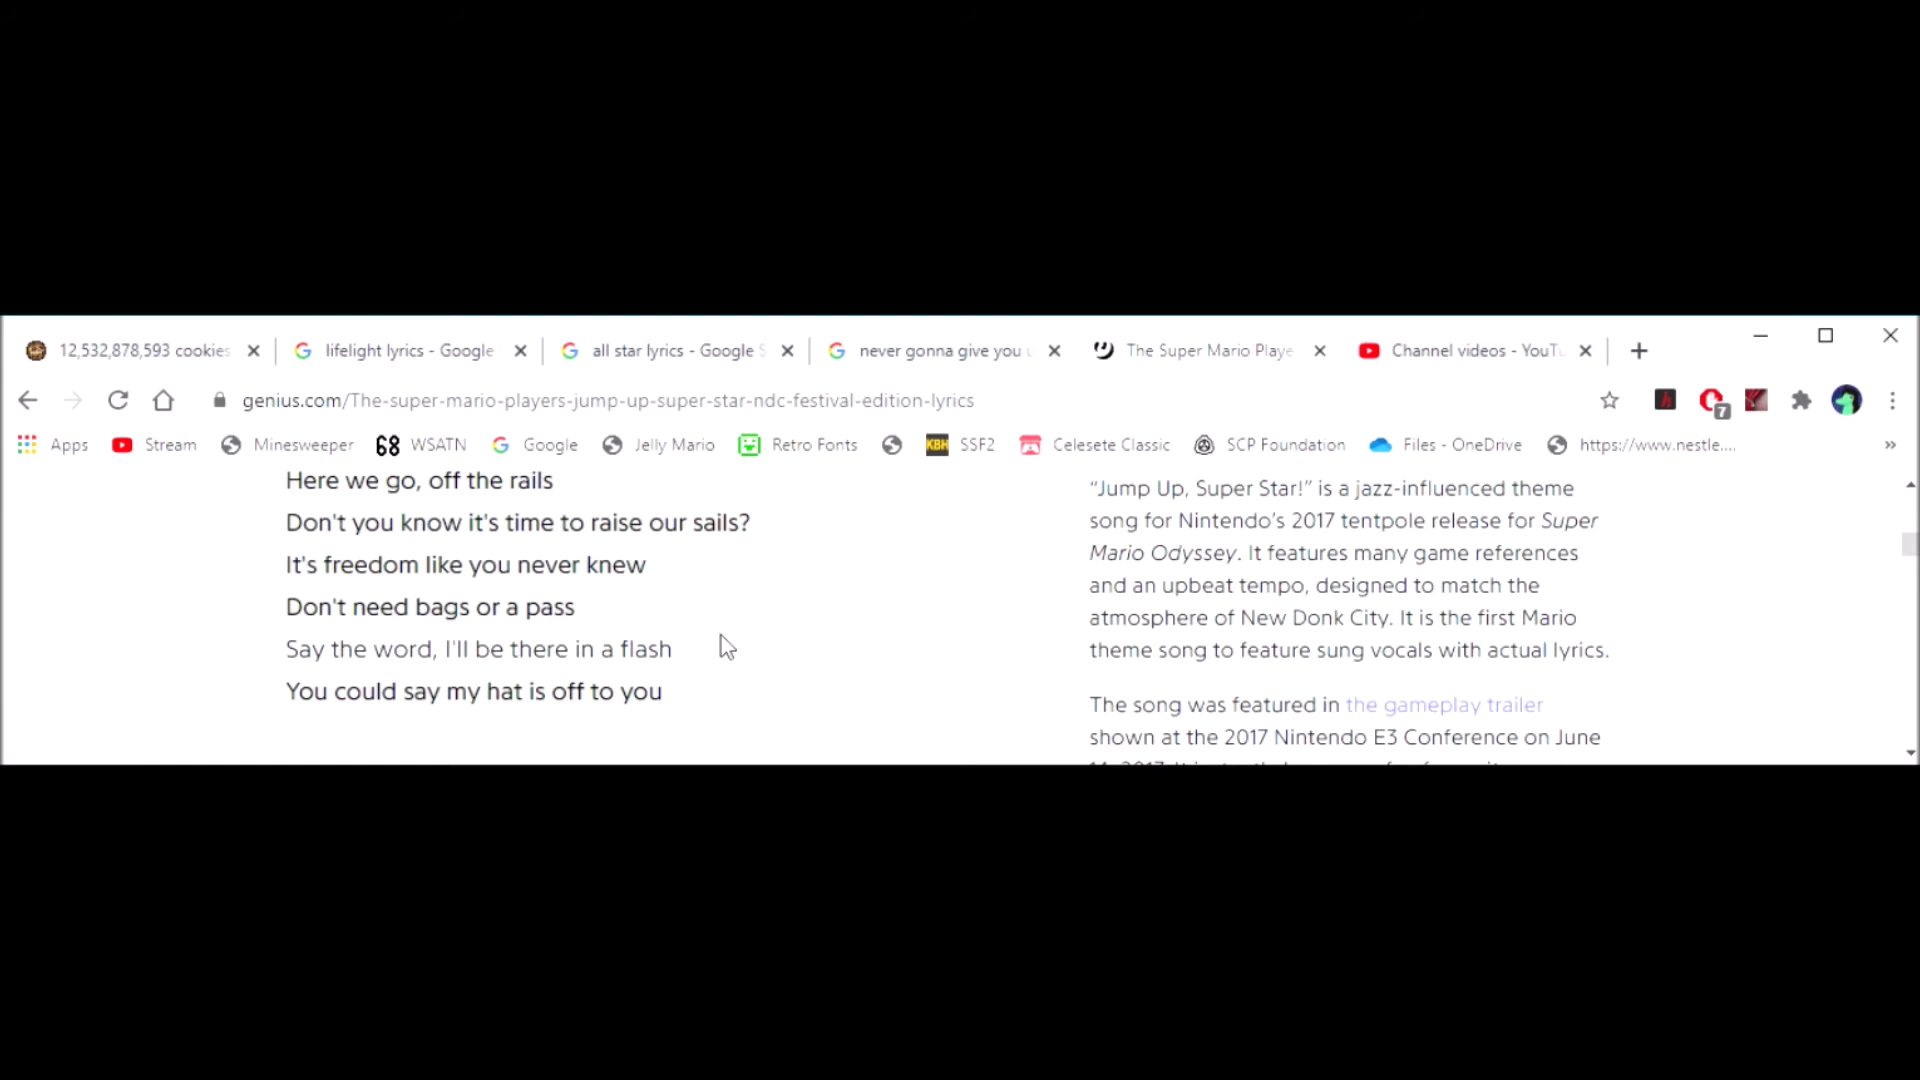 12,532,878,593 cookies
lifelight lyrics - Google
all star lyrics - Google S
never gonna give you u
The Super Mario Playe
Channel videos - YouTu
genius.com/The-super-mario-players-jump-up-super-star-ndc-festival-edition-lyrics
7
Apps
Stream
Minesweeper
68 WSATN
Google
Jelly Mario
Retro Fonts
KBH SSF2
Celesete Classic
SCP Foundation
Files - OneDrive
https://www.nestle....
»
Here we go, off the rails
Don't you know it's time to raise our sails?
It's freedom like you never knew
Don't need bags or a pass
Say the word, I'll be there in a flash
You could say my hat is off to you
“Jump Up, Super Star!” is a jazz-influenced theme
song for Nintendo’s 2017 tentpole release for Super
Mario Odyssey. It features many game references
and an upbeat tempo, designed to match the
atmosphere of New Donk City. It is the first Mario
theme song to feature sung vocals with actual lyrics.
The song was featured in the gameplay trailer
shown at the 2017 Nintendo E3 Conference on June